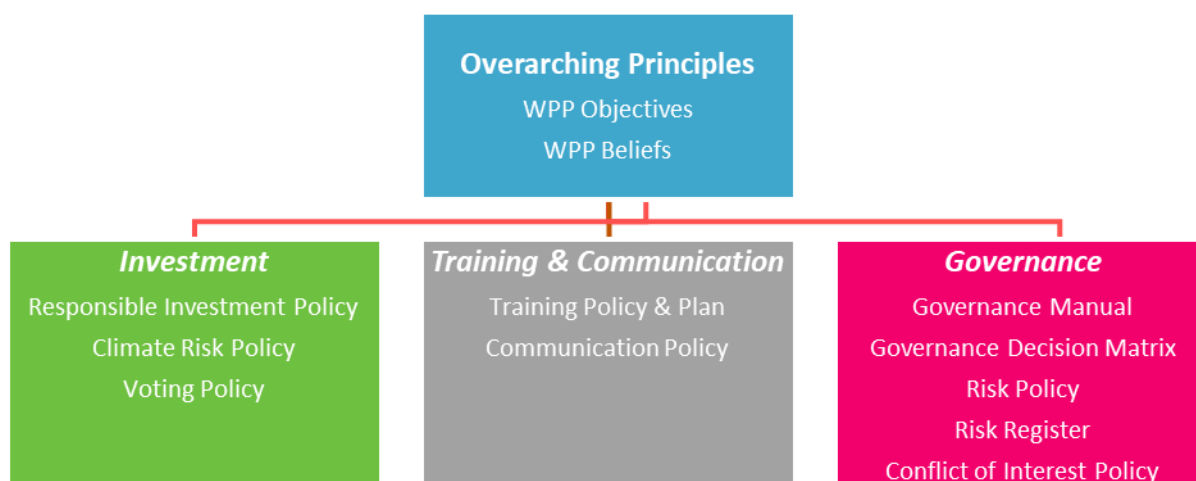 Overarching Principles
WPP Objectives
WPP Beliefs
Investment
Responsible Investment Policy
Climate Risk Policy
Voting Policy
Training & Communication
Training Policy & Plan
Communication Policy
Governance
Governance Manual
Governance Decision Matrix
Risk Policy
Risk Register
Conflict of Interest Policy